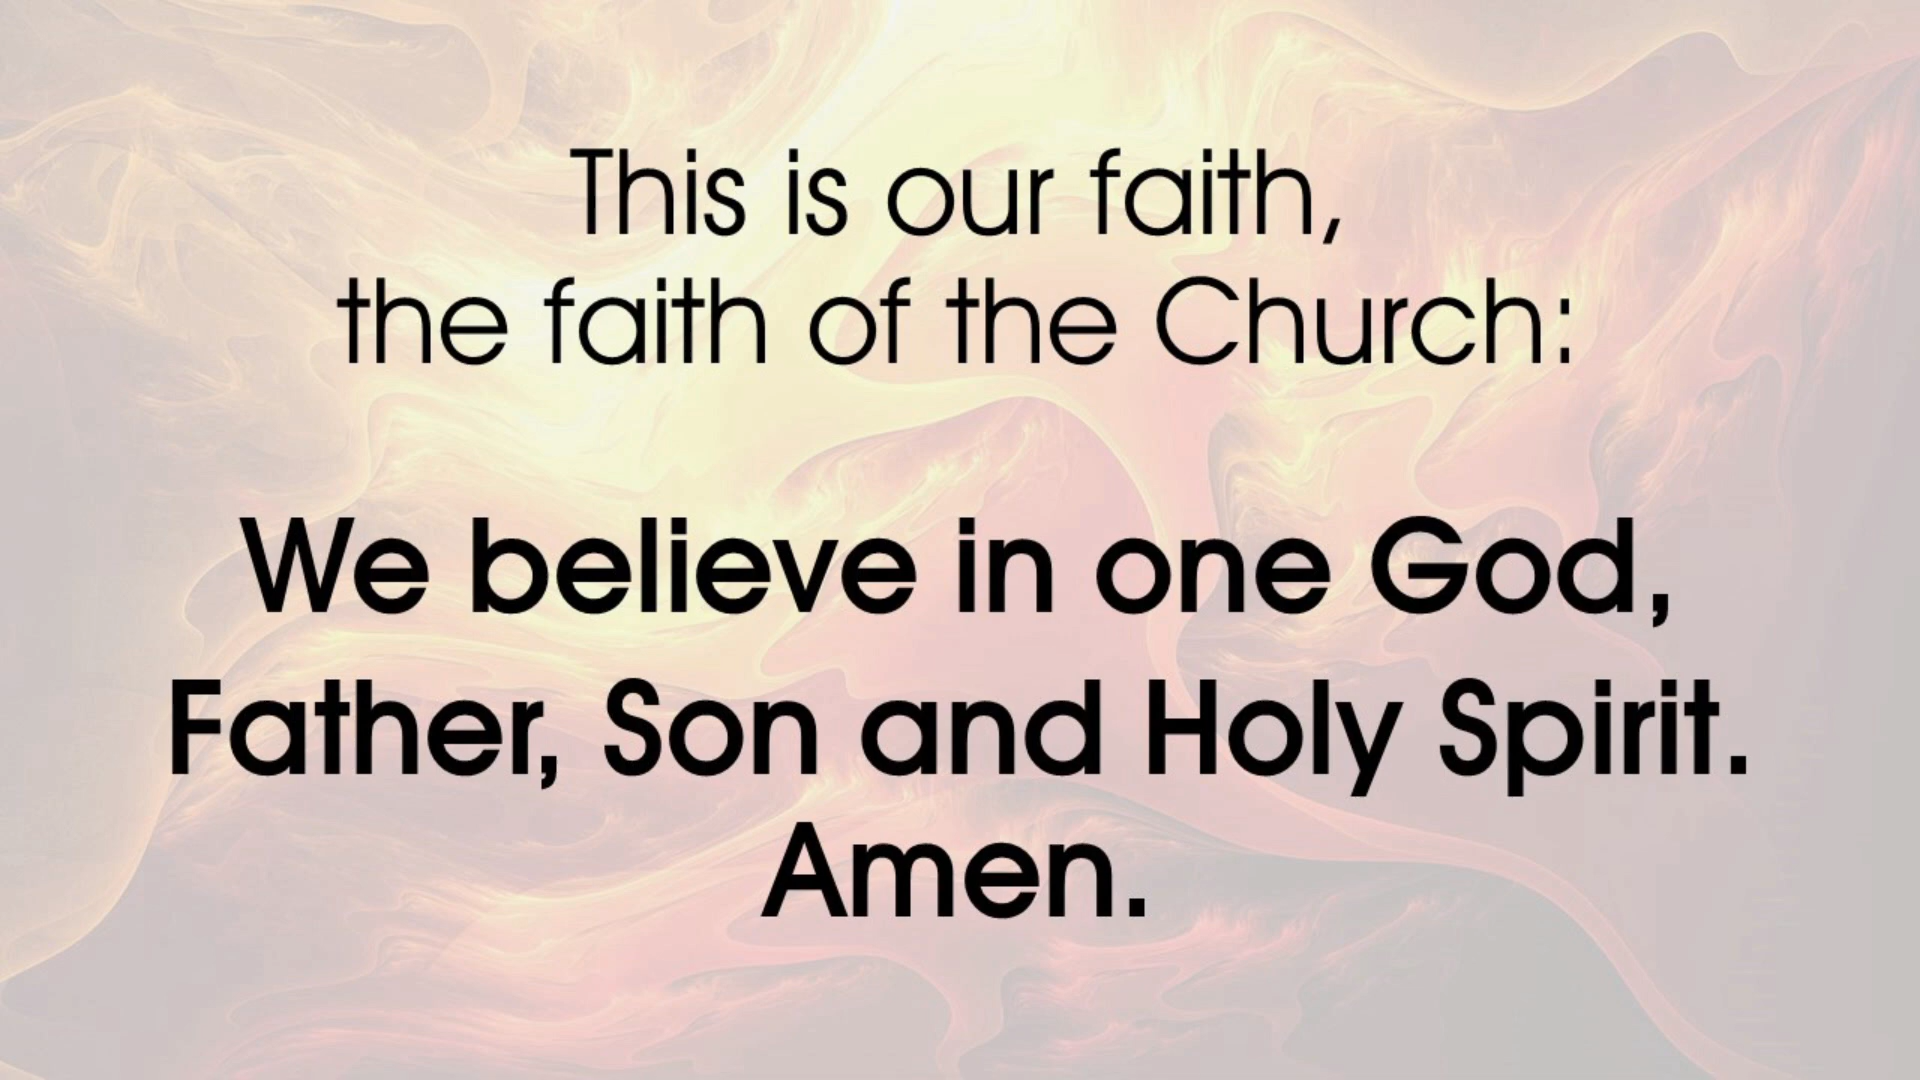 This is our faith,
the faith of the Church:
We believe in one God,
Father, Son and Holy Spirit.
Amen.